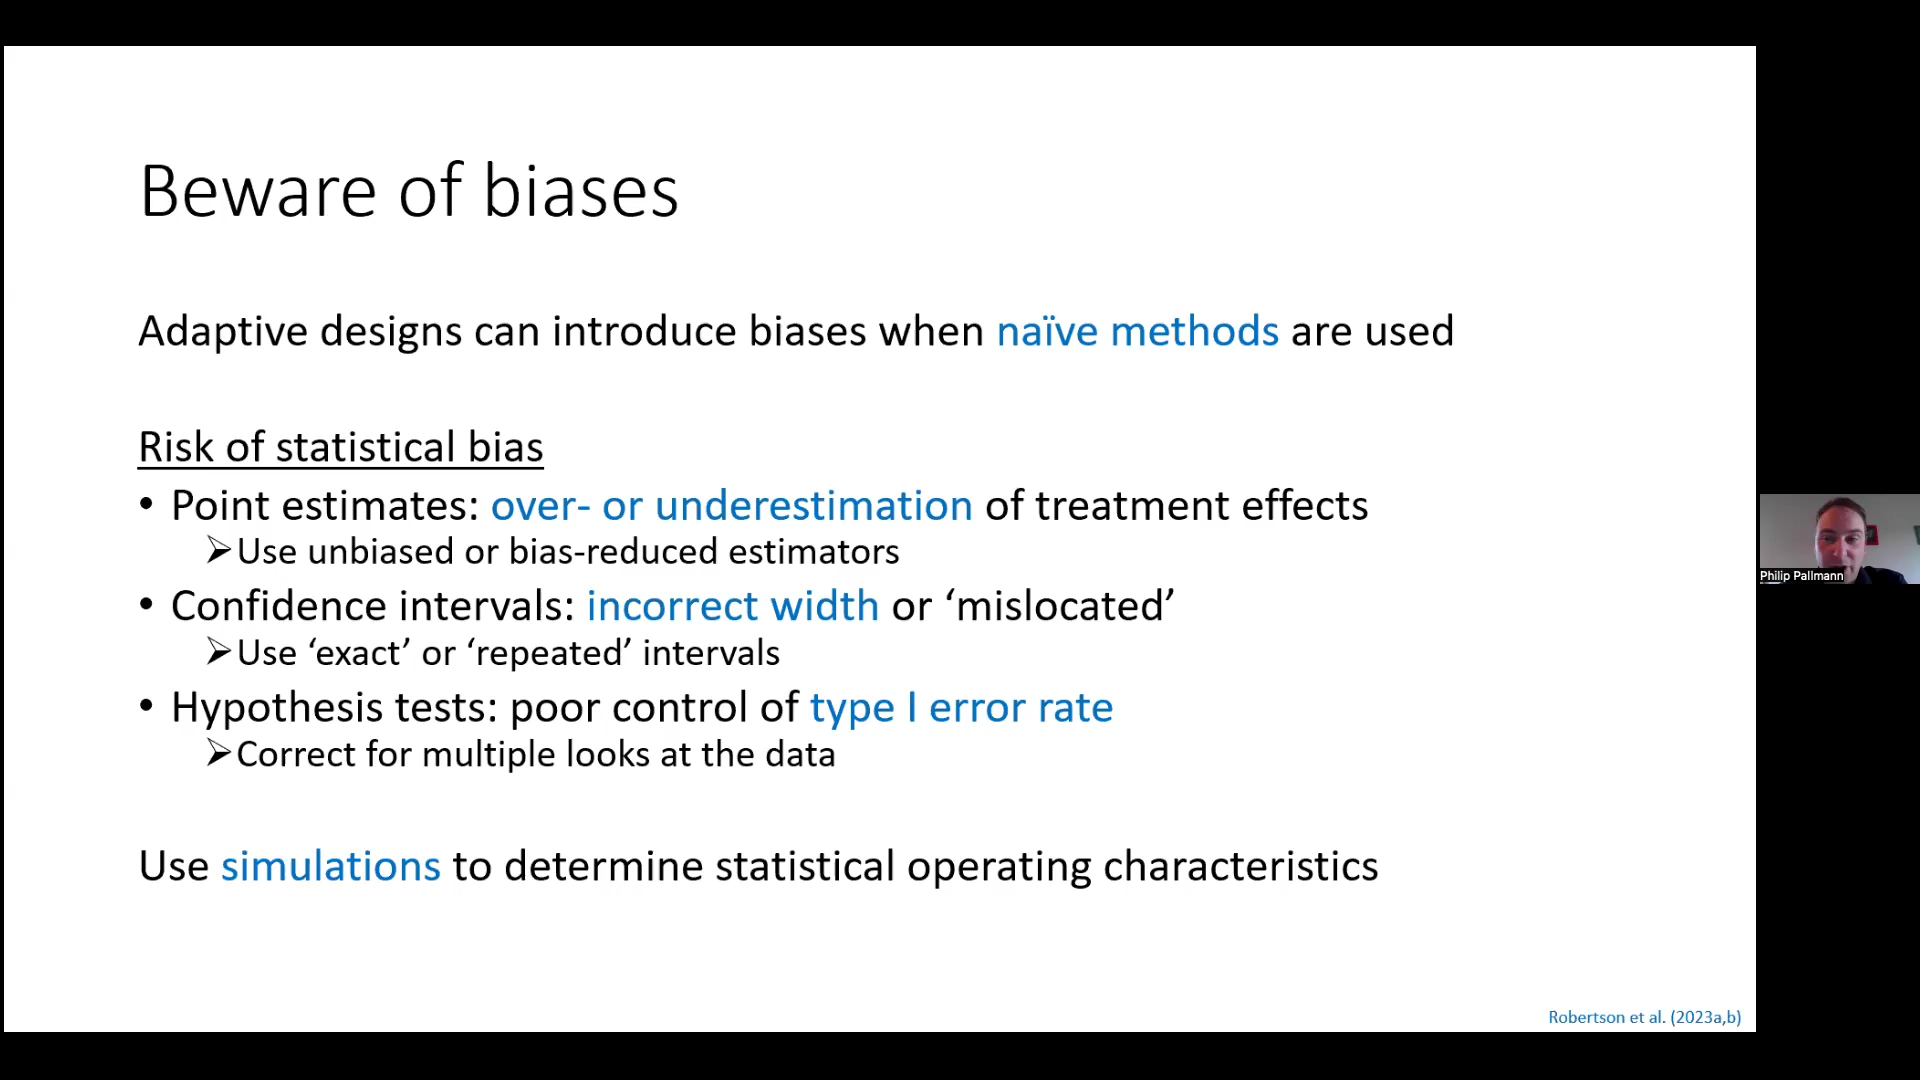 Beware of biases
Adaptive designs can introduce biases when naïve methods are used
Risk of statistical bias
• Point estimates: over- or underestimation of treatment effects
➢Use unbiased or bias-reduced estimators
• Confidence intervals: incorrect width or ‘mislocated’
➢Use ‘exact’ or ‘repeated’ intervals
• Hypothesis tests: poor control of type I error rate
➢Correct for multiple looks at the data
Use simulations to determine statistical operating characteristics
Robertson et al. (2023a,b)
Philip Pallmann